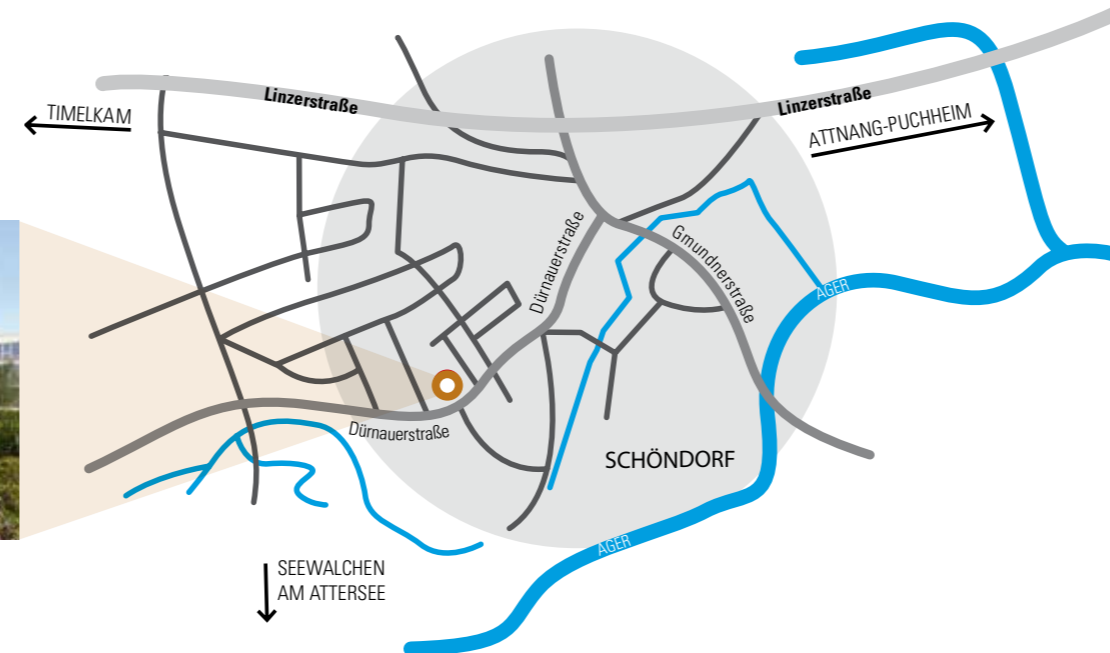 Linzerstraße
Linzerstraße
TIMELKAM
ATTNANG-PUCHHEIM
Dürnauerstraße
Gmundnerstraße
AGER
Dürnauerstraße
SCHÖNDORF
AGER
SEEWALCHEN
AM ATTERSEE